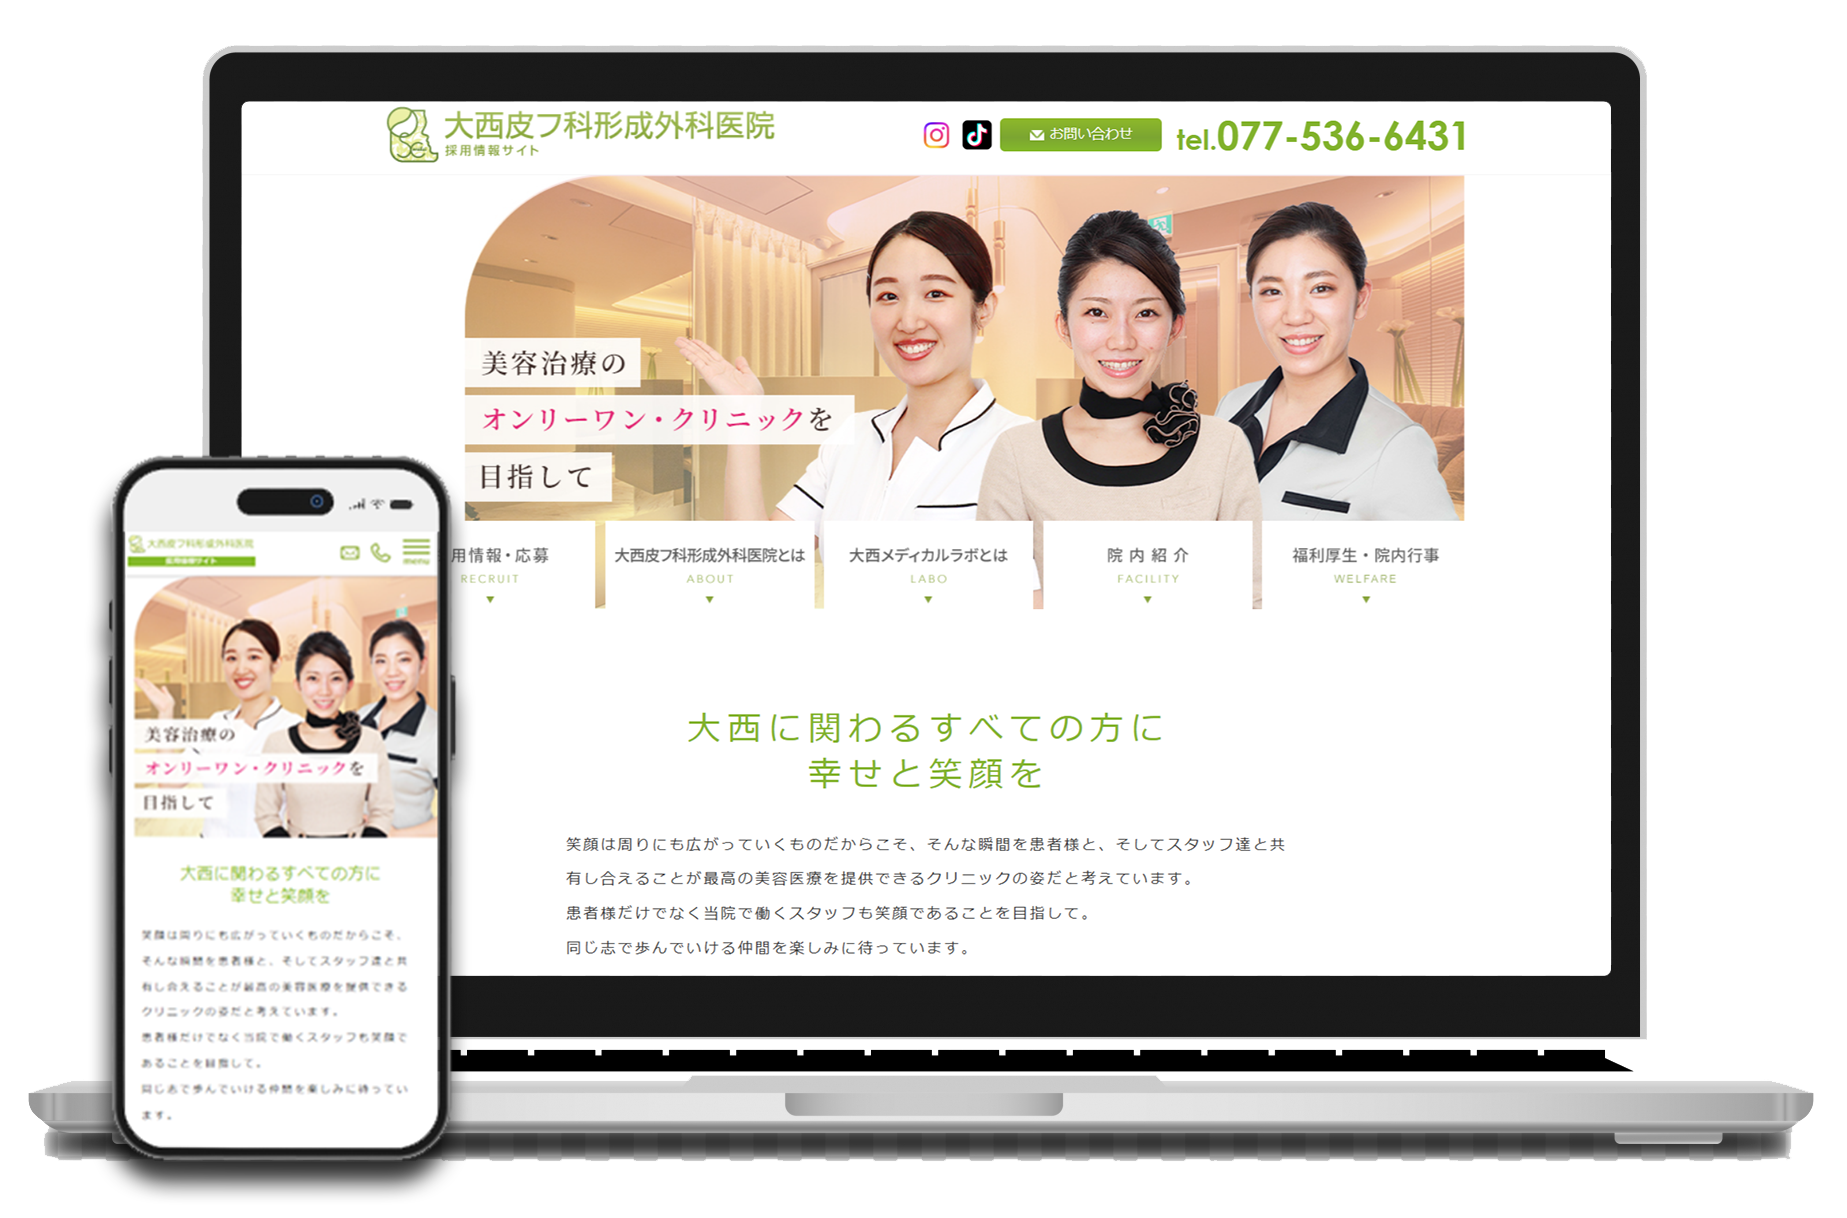 大西皮フ科形成外科医院
採用情報サイト
お問い合わせ
tel.077-536-6431
美容治療の
オンリーワン・クリニックを
目指して
用情報・応募
RECRUIT
大西皮フ科形成外科医院とは
ABOUT
大西メディカルラボとは
LABO
院内紹介
FACILITY
福利厚生・院内行事
WELFARE
大西に関わるすべての方に
幸せと笑顔を
笑顔は周りにも広がっていくものだからこそ、そんな瞬間を患者様と、そしてスタッフ達と共
有し合えることが最高の美容医療を提供できるクリニックの姿だと考えています。
患者様だけでなく当院で働くスタッフも笑顔であることを目指して。
同じ志で歩んでいける仲間を楽しみに待っています。
大西皮フ科形成外科医院
採用情報サイト
menu
美容治療の
オンリーワン・クリニックを
目指して
大西に関わるすべての方に
幸せと笑顔を
笑顔は周りにも広がっていくものだからこそ、
そんな瞬間を患者様と、そしてスタッフ達と共
有し合えることが最高の美容医療を提供できる
クリニックの姿だと考えています。
患者様だけでなく当院で働くスタッフも笑顔で
あることを目指して。
同じ志で歩んでいける仲間を楽しみに待ってい
ます。